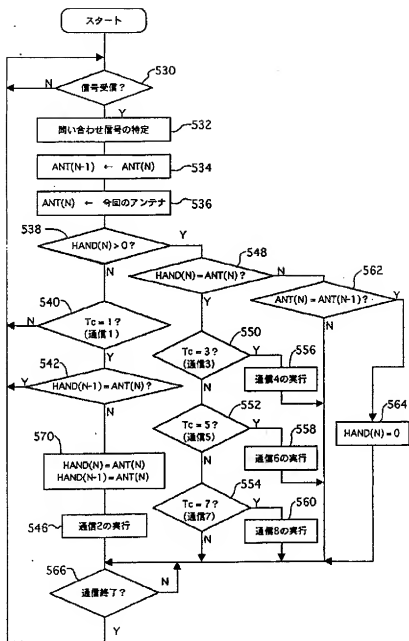 スタート
530
信号受信？
N
Y
問い合わせ信号の特定
532
ANT(N-1) ← ANT(N)
534
ANT(N) ← 今回のアンテナ
536
538
HAND(N)>0？
Y
N
548
HAND(N)=ANT(N)？
N
Y
562
ANT(N)=ANT(N-1)？
Y
N
540
Tc=1？
(通信1)
N
Y
550
Tc=3？
(通信3)
Y
N
556
通信4の実行
542
HAND(N-1)=ANT(N)？
Y
N
552
Tc=5？
(通信5)
Y
N
558
通信6の実行
564
HAND(N)=0
570
HAND(N)=ANT(N)
HAND(N-1)=ANT(N)
554
Tc=7？
(通信7)
Y
N
560
通信8の実行
546
通信2の実行
566
通信終了？
N
Y